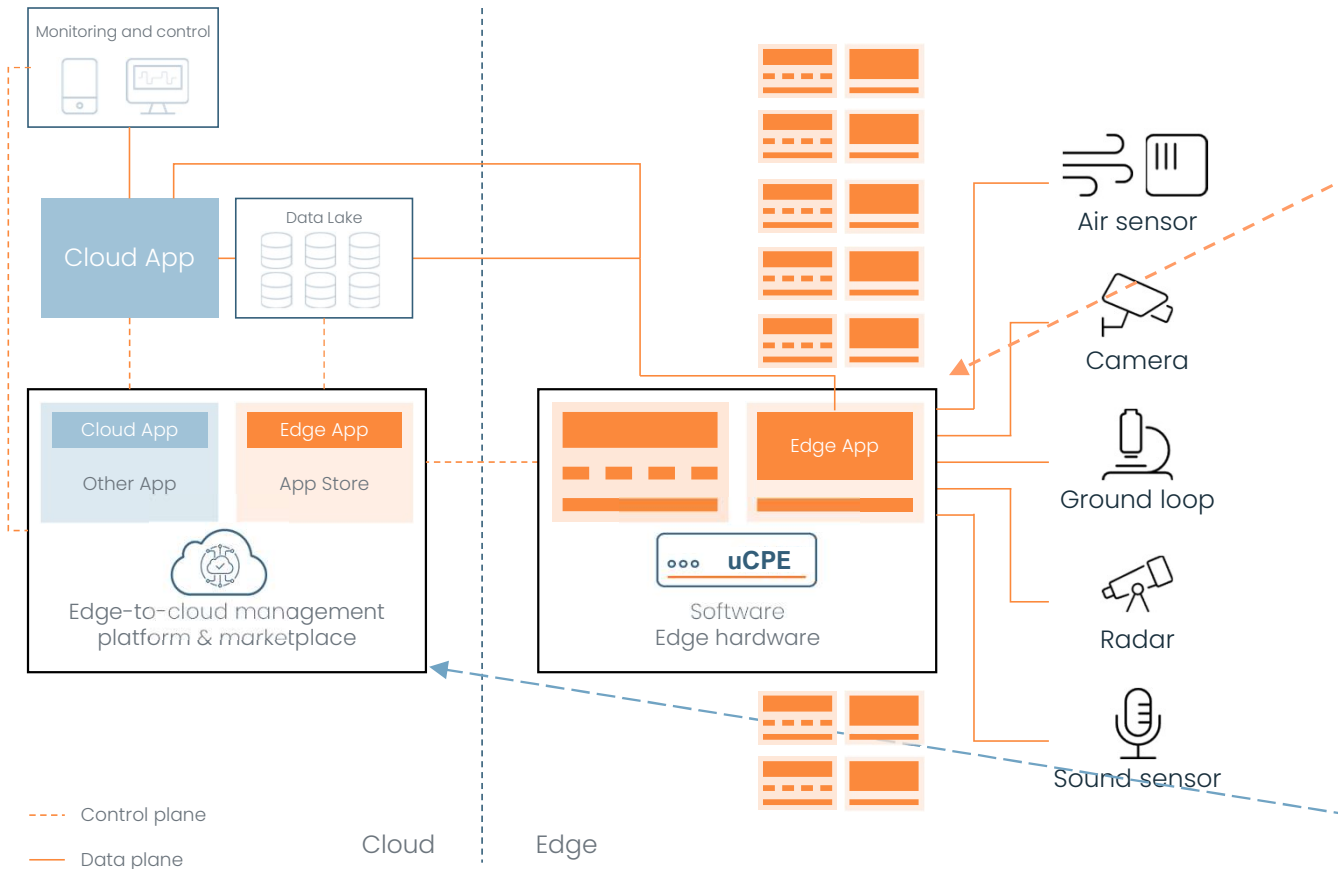 Monitoring and control
Cloud App
Data Lake
Cloud App
Other App
Edge App
App Store
Edge-to-cloud management
platform & marketplace
Edge App
uCPE
Software
Edge hardware
Air sensor
Camera
Ground loop
Radar
Sound sensor
Control plane
Data plane
Cloud
Edge